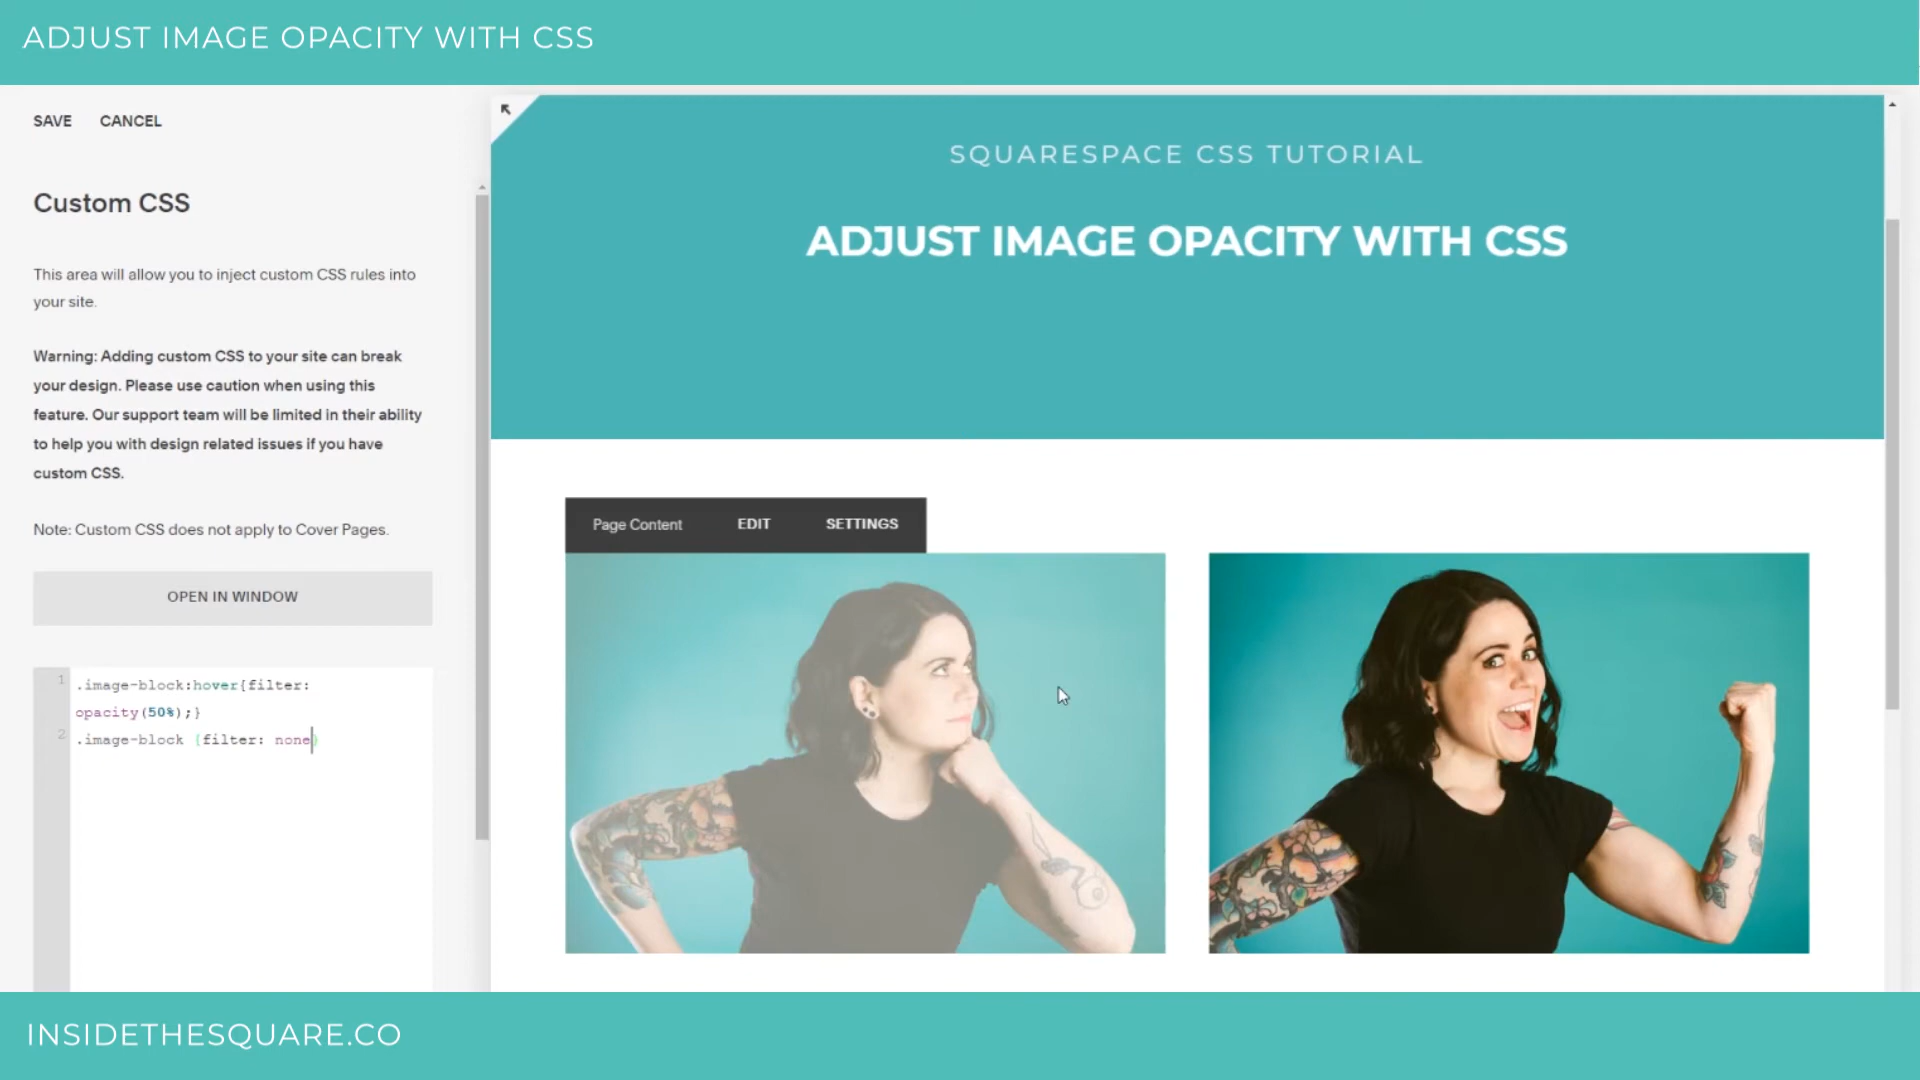 ADJUST IMAGE OPACITY WITH CSS
SAVE CANCEL
Custom CSS
This area will allow you to inject custom CSS rules into
your site.
Warning: Adding custom CSS to your site can break
your design. Please use caution when using this
feature. Our support team will be limited in their ability
to help you with design related issues if you have
custom CSS.
Note: Custom CSS does not apply to Cover Pages.
OPEN IN WINDOW
1 .image-block:hover{filter:
opacity(50%);}
2 .image-block {filter: none}
SQUARESPACE CSS TUTORIAL
ADJUST IMAGE OPACITY WITH CSS
Page Content EDIT SETTINGS
INSIDETHESQUARE.CO